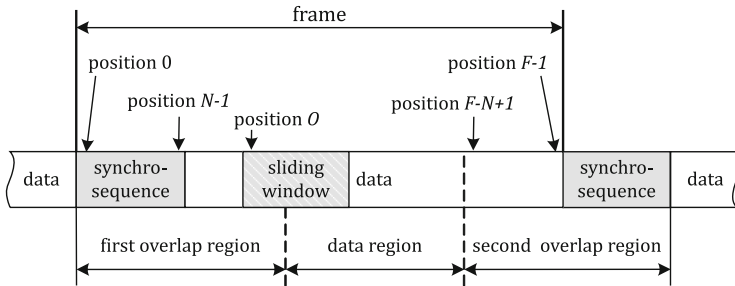 frame
position 0
position F-1
position N-1
position F-N+1
position O
data
synchro-
sequence
sliding
window
data
synchro-
sequence
data
first overlap region
data region
second overlap region